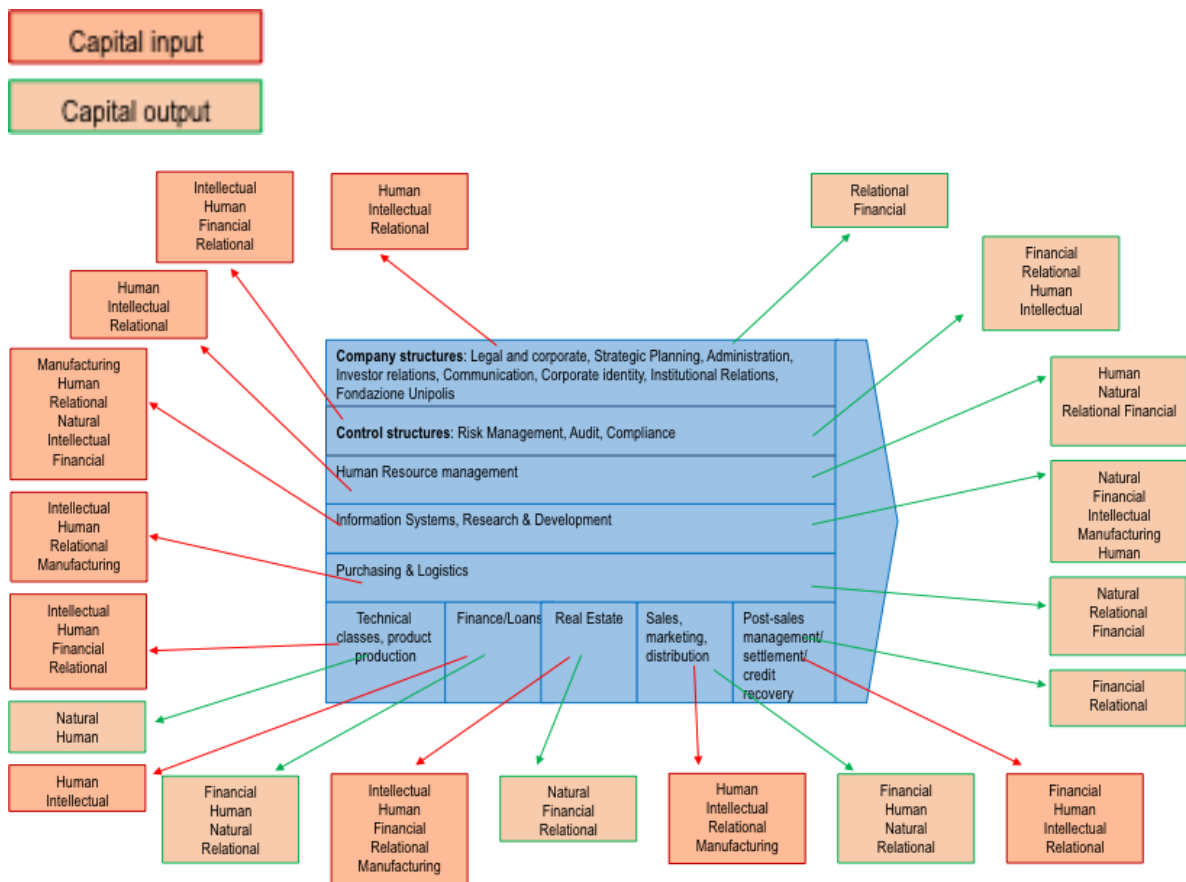 Capital input
Capital output
Intellectual
Human
Financial
Relational
Human
Intellectual
Relational
Relational
Financial
Financial
Relational
Human
Intellectual
Human
Intellectual
Relational
Manufacturing
Human
Relational
Natural
Intellectual
Financial
Intellectual
Human
Relational
Manufacturing
Intellectual
Human
Financial
Relational
Natural
Human
Human
Intellectual
Company structures: Legal and corporate, Strategic Planning, Administration,
Investor relations, Communication, Corporate identity, Institutional Relations,
Fondazione Unipolis
Control structures: Risk Management, Audit, Compliance
Human Resource management
Information Systems, Research & Development
Purchasing & Logistics
Technical
classes, product
production
Finance/Loans
Real Estate
Sales,
marketing,
distribution
Post-sales
management/
settlement/
credit
recovery
Human
Natural
Relational Financial
Natural
Financial
Intellectual
Manufacturing
Human
Natural
Relational
Financial
Financial
Relational
Financial
Human
Natural
Relational
Intellectual
Human
Financial
Relational
Manufacturing
Natural
Financial
Relational
Human
Intellectual
Relational
Manufacturing
Financial
Human
Natural
Relational
Financial
Human
Intellectual
Relational